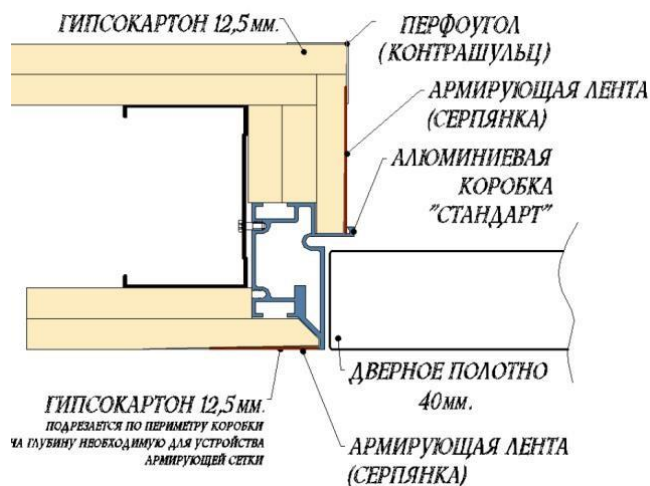 ГИПСОКАРТОН 12,5 мм.
ПЕРФОУГОЛ
(КОНТРАШУЛЬЦ)
АРМИРУЮЩАЯ ЛЕНТА
(СЕРПЯНКА)
АЛЮМИНИЕВАЯ
КОРОБКА
"СТАНДАРТ"
ДВЕРНОЕ ПОЛОТНО
40мм.
ГИПСОКАРТОН 12,5 мм.
ПОДРЕЗАЕТСЯ ПО ПЕРИМЕТРУ КОРОБКИ
НА ГЛУБИНУ НЕОБХОДИМУЮ ДЛЯ УСТРОЙСТВА
АРМИРУЮЩЕЙ СЕТКИ
АРМИРУЮЩАЯ ЛЕНТА
(СЕРПЯНКА)